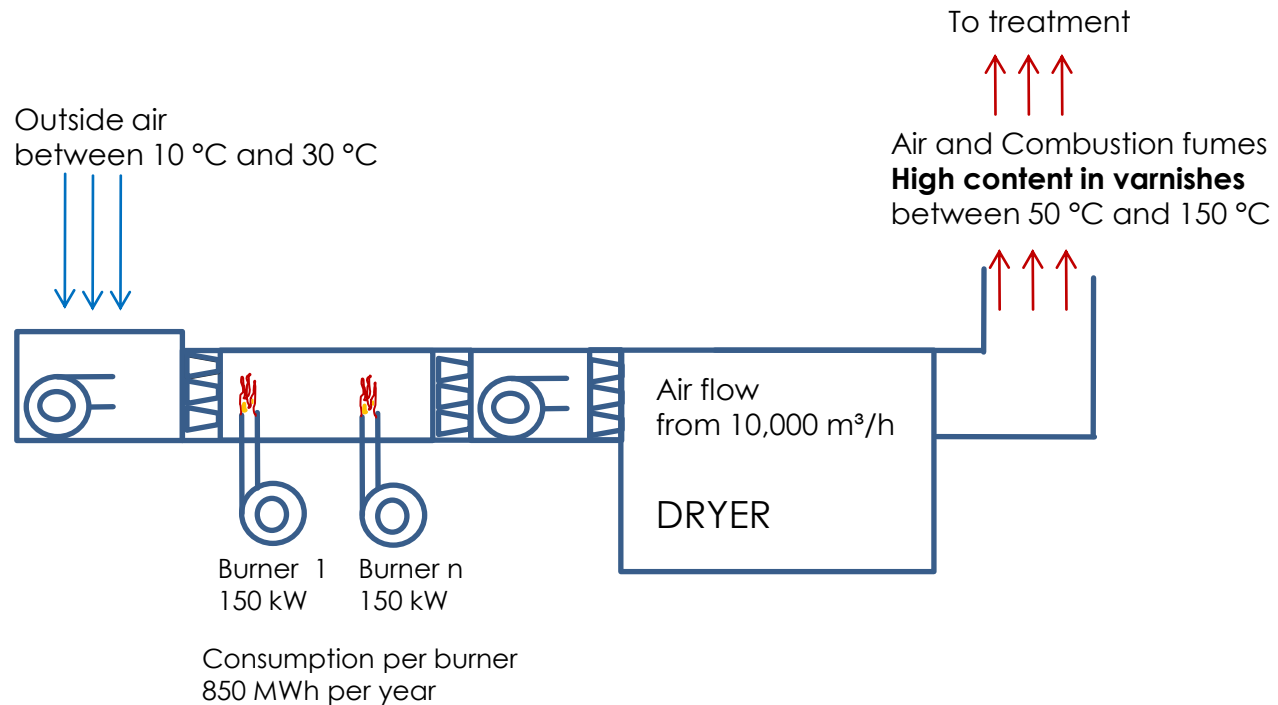 To treatment
Outside air
between 10 °C and 30 °C
Air and Combustion fumes
High content in varnishes
between 50 °C and 150 °C
Air flow
from 10,000 m³/h
DRYER
Burner 1
150 kW
Burner n
150 kW
Consumption per burner
850 MWh per year